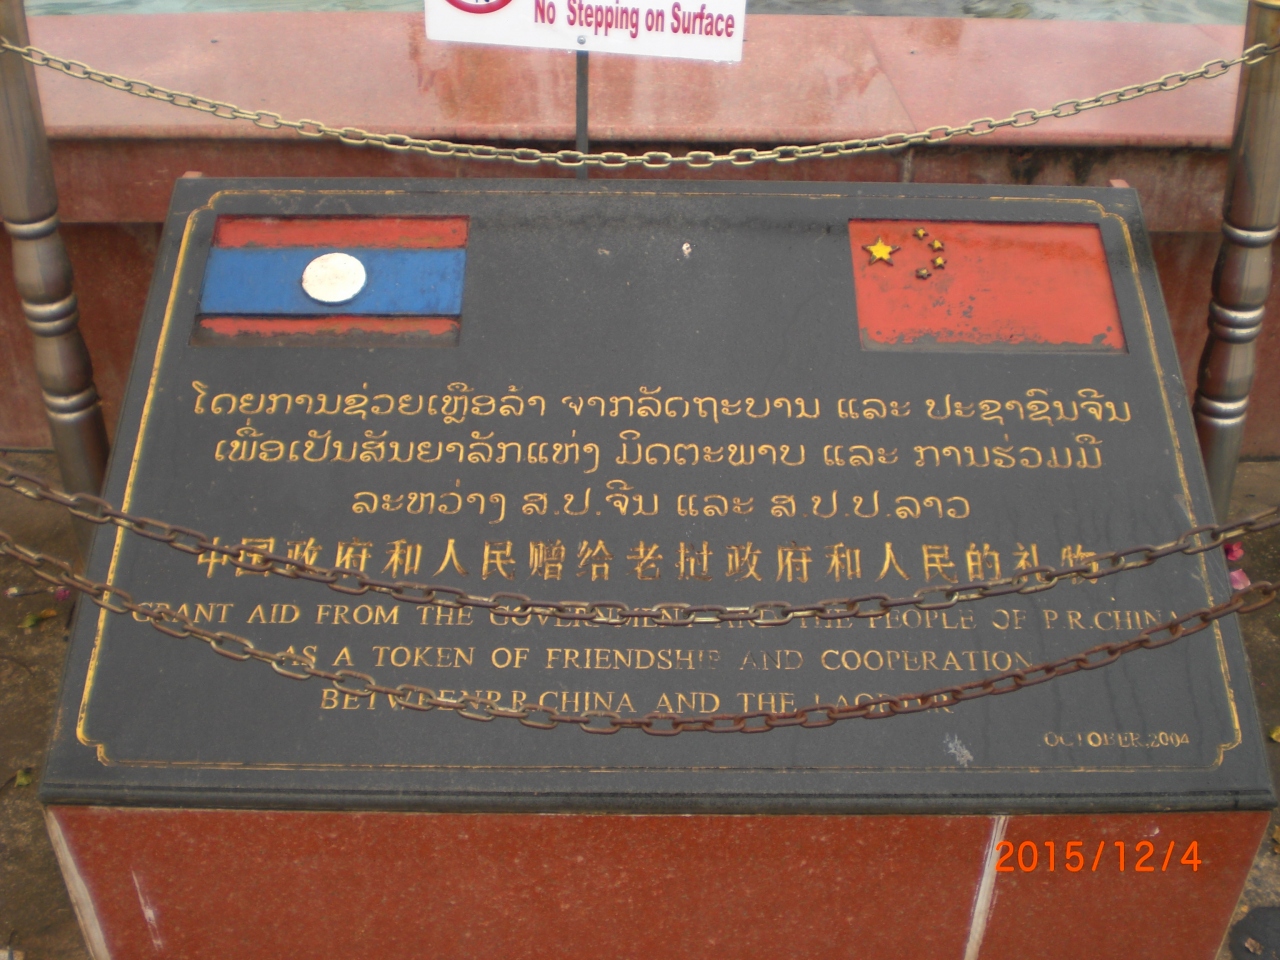 No Stepping on Surface
ໂດຍການຊ່ວຍເຫຼືອລ້າ ຈາກລັດຖະບານ ແລະ ປະຊາຊົນຈີນ
ເພື່ອເປັນສັນຍາລັກແຫ່ງ ມິດຕະພາບ ແລະ ການຮ່ວມມື
ລະຫວ່າງ ສ.ປ.ຈີນ ແລະ ສ.ປ.ປ.ລາວ
中国政府和人民赠给老挝政府和人民的礼物
GRANT AID FROM THE GOVERNMENT AND THE PEOPLE OF P.R.CHINA
AS A TOKEN OF FRIENDSHIP AND COOPERATION
BETWEEN P.R.CHINA AND THE LAO P.D.R
OCTOBER,2004
2015/12/4